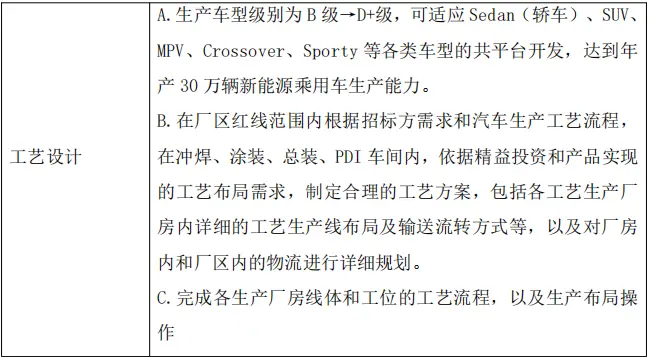 工艺设计
A.生产车型级别为 B 级→D+级，可适应 Sedan（轿车）、SUV、
MPV、Crossover、Sporty 等各类车型的共平台开发，达到年
产 30 万辆新能源乘用车生产能力。
B.在厂区红线范围内根据招标方需求和汽车生产工艺流程，
在冲焊、涂装、总装、PDI 车间内，依据精益投资和产品实现
的工艺布局需求，制定合理的工艺方案，包括各工艺生产厂
房内详细的工艺生产线布局及输送流转方式等，以及对厂房
内和厂区内的物流进行详细规划。
C.完成各生产厂房线体和工位的工艺流程，以及生产布局操
作